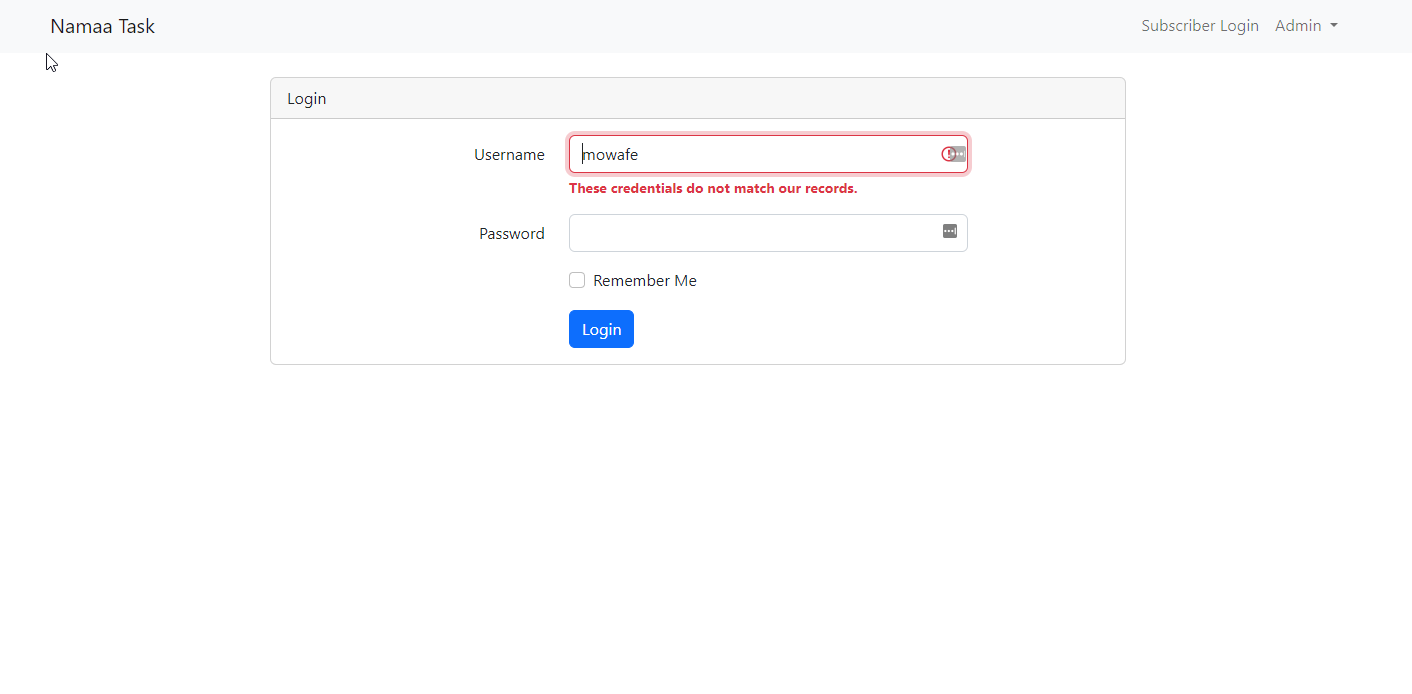 Namaa Task
Subscriber Login Admin
Login
Username mowafe
These credentials do not match our records.
Password
Remember Me
Login